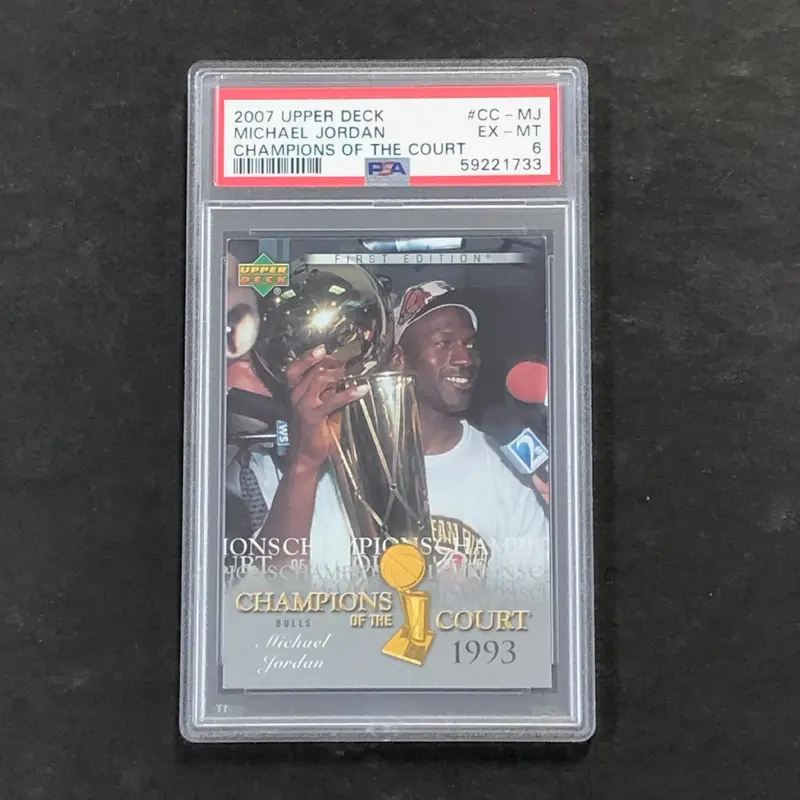 2007 UPPER DECK #CC - MJ
MICHAEL JORDAN EX - MT
CHAMPIONS OF THE COURT 6
PSA 59221733
UPPER
DECK
FIRST EDITION
CHAMPIONS
OF THE
COURT
BULLS
Michael
Jordan
1993